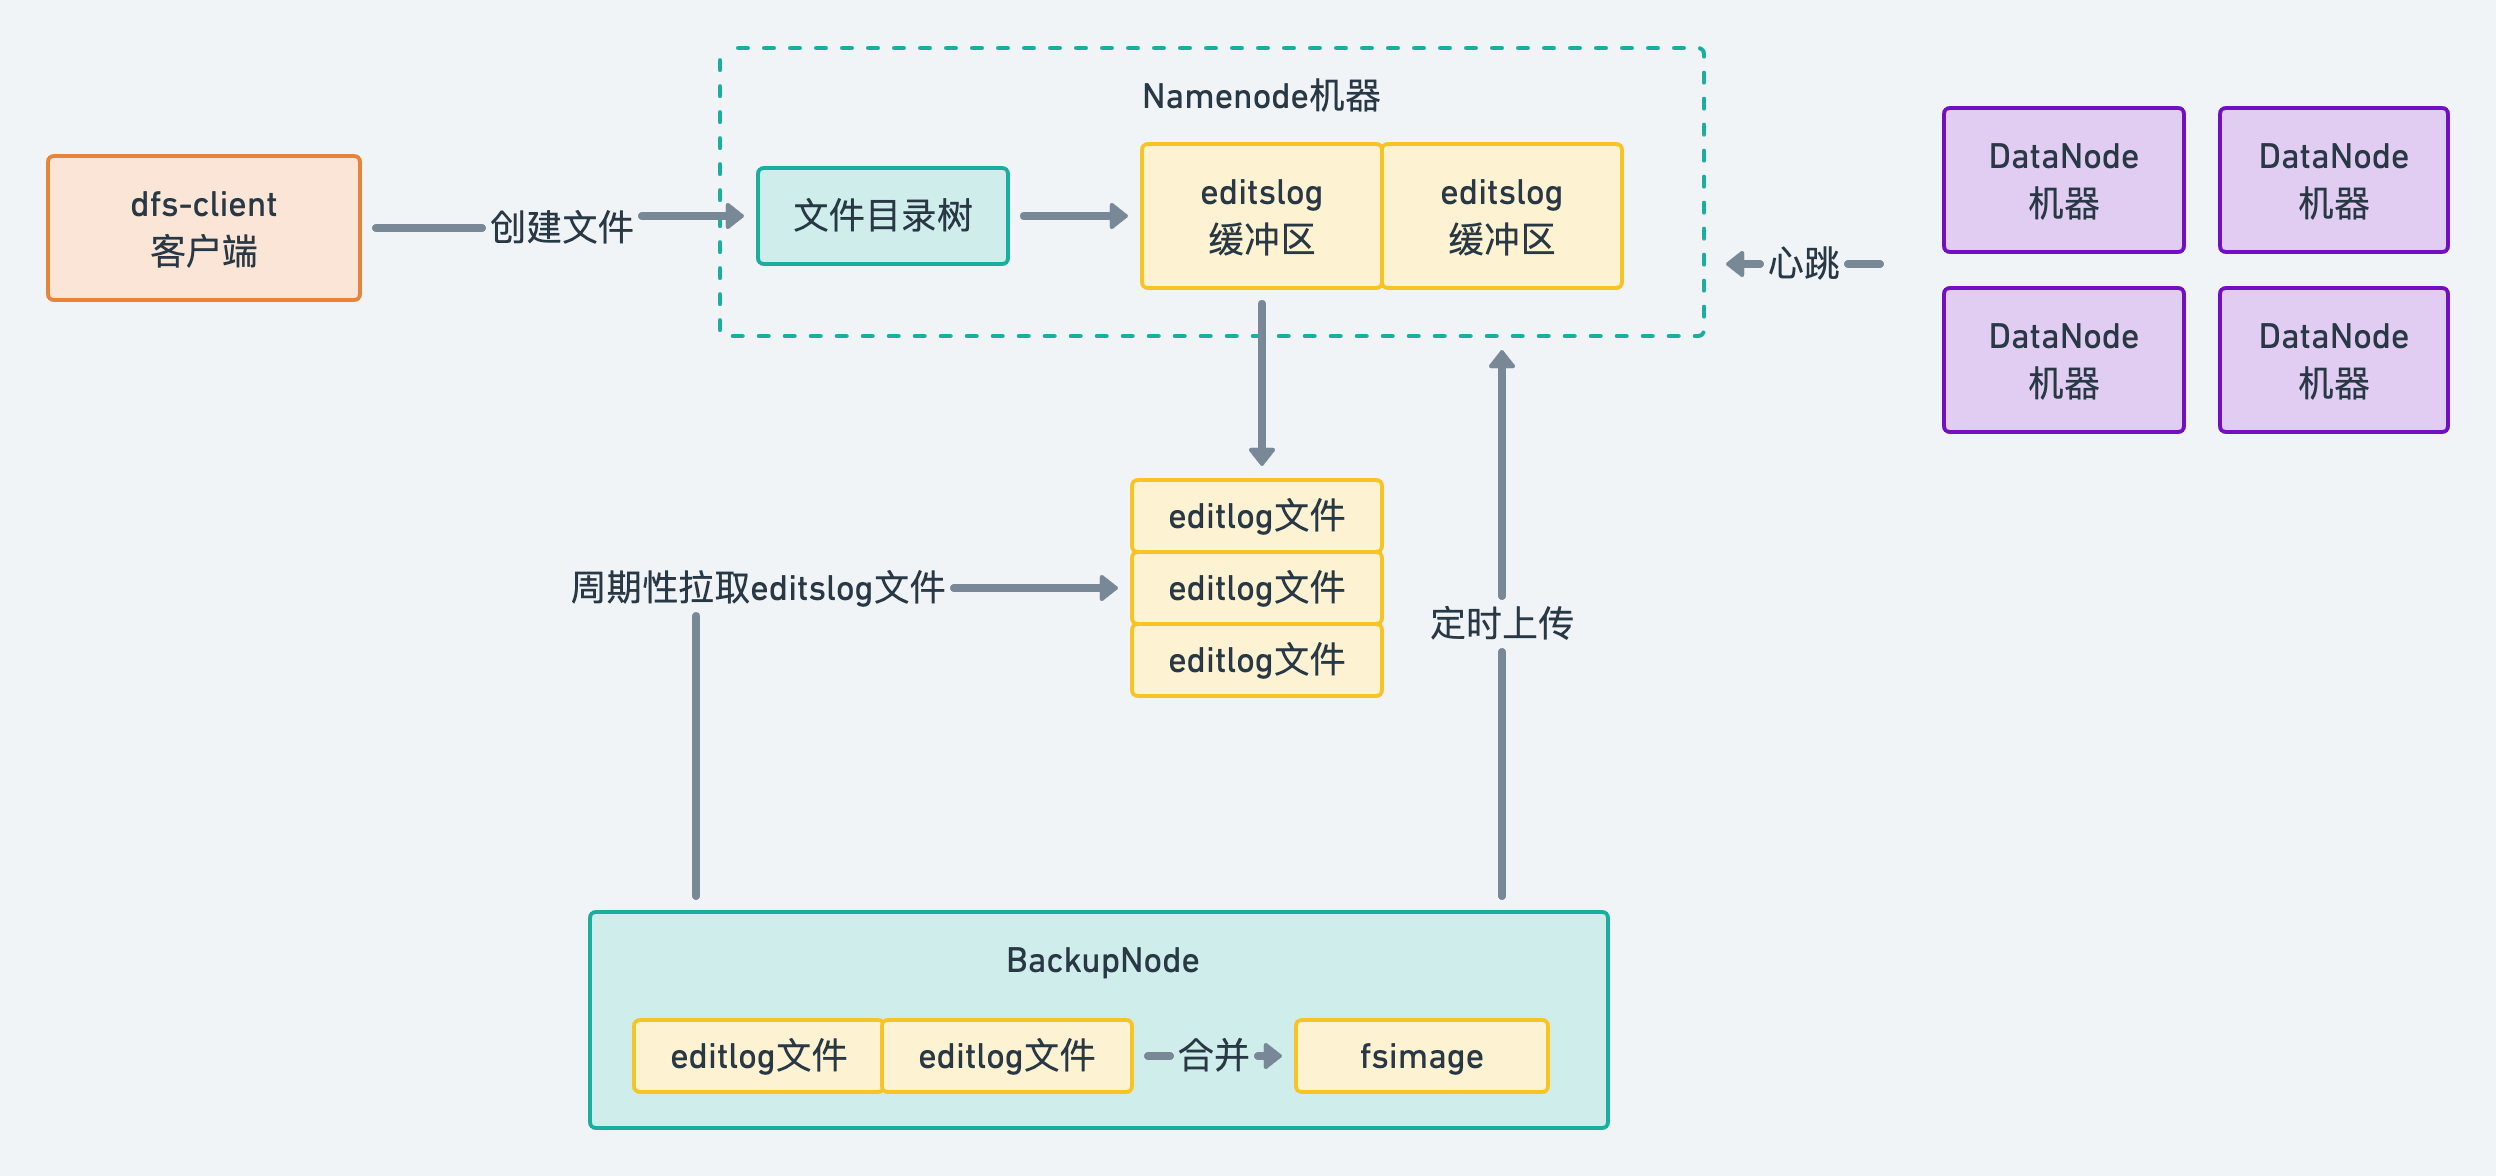 Namenode机器
dfs-client
客户端
创建文件
文件目录树
editslog
缓冲区
editslog
缓冲区
心跳
DataNode
机器
DataNode
机器
DataNode
机器
DataNode
机器
editlog文件
editlog文件
editlog文件
周期性拉取editslog文件
定时上传
BackupNode
editlog文件
editlog文件
合并
fsimage